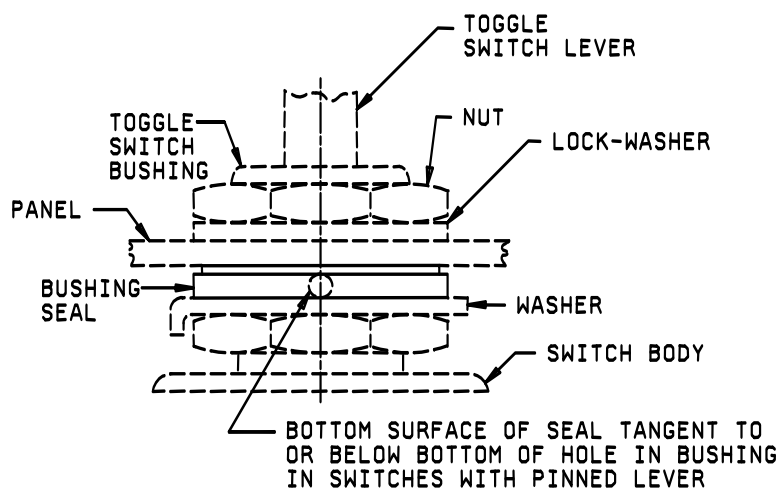 TOGGLE
SWITCH LEVER
TOGGLE
SWITCH
BUSHING
NUT
LOCK-WASHER
PANEL
BUSHING
SEAL
WASHER
SWITCH BODY
BOTTOM SURFACE OF SEAL TANGENT TO
OR BELOW BOTTOM OF HOLE IN BUSHING
IN SWITCHES WITH PINNED LEVER